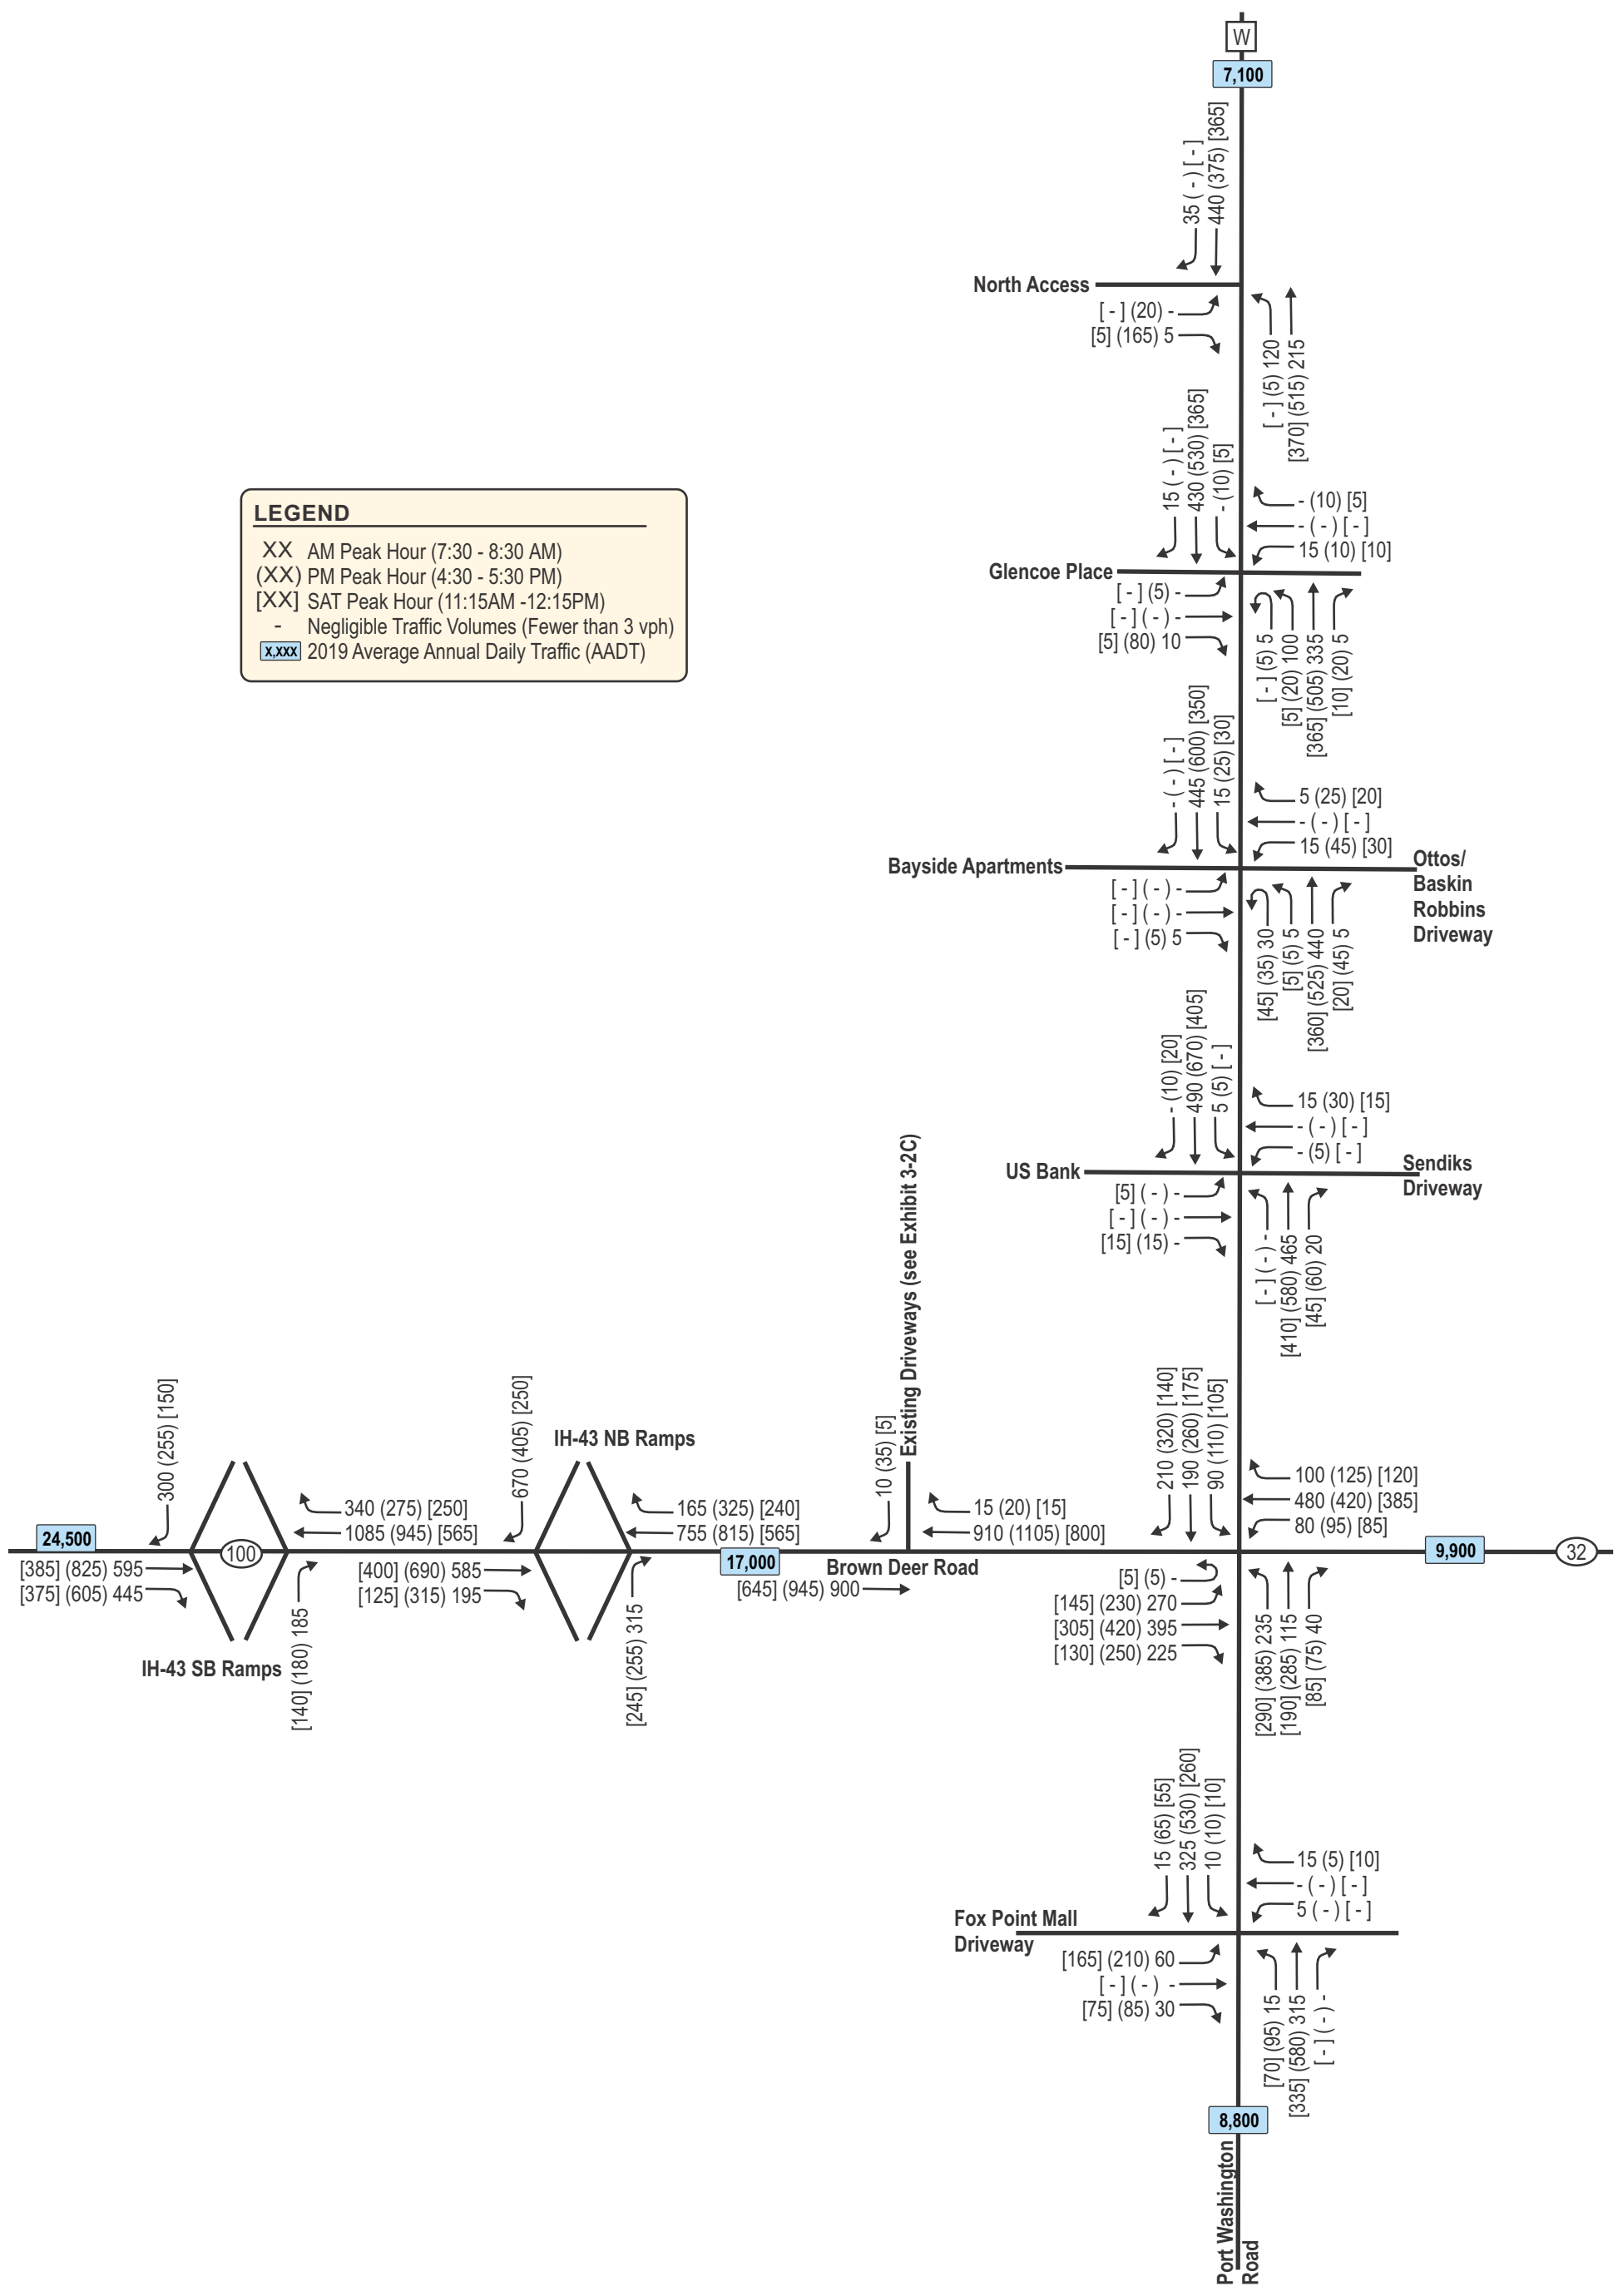 W
7,100
35 ( - ) [ - ]
440 (375) [365]
North Access
[ - ] (20) -
[5] (165) 5
[ - ] (5) 120
[370] (515) 215
15 ( - ) [ - ]
430 (530) [365]
- (10) [5]
- (10) [5]
- ( - ) [ - ]
15 (10) [10]
Glencoe Place
[ - ] (5) -
[ - ] ( - ) -
[5] (80) 10
[ - ] (5) 5
[5] (20) 100
[365] (505) 335
[10] (20) 5
LEGEND
XX AM Peak Hour (7:30 - 8:30 AM)
(XX) PM Peak Hour (4:30 - 5:30 PM)
[XX] SAT Peak Hour (11:15AM -12:15PM)
- Negligible Traffic Volumes (Fewer than 3 vph)
X,XXX 2019 Average Annual Daily Traffic (AADT)
- ( - ) [ - ]
445 (600) [350]
15 (25) [30]
5 (25) [20]
- ( - ) [ - ]
15 (45) [30]
Bayside Apartments
Ottos/
Baskin
Robbins
Driveway
[ - ] ( - ) -
[ - ] ( - ) -
[ - ] (5) 5
[45] (35) 30
[5] (5) 5
[360] (525) 440
[20] (45) 5
- (10) [20]
490 (670) [405]
5 (5) [ - ]
15 (30) [15]
- ( - ) [ - ]
- (5) [ - ]
US Bank
Sendiks
Driveway
[5] ( - ) -
[ - ] ( - ) -
[15] (15) -
[ - ] ( - ) -
[410] (580) 465
[45] (60) 20
300 (255) [150]
340 (275) [250]
1085 (945) [565]
24,500
100
[385] (825) 595
[375] (605) 445
IH-43 SB Ramps
[140] (180) 185
670 (405) [250]
IH-43 NB Ramps
165 (325) [240]
755 (815) [565]
[400] (690) 585
[125] (315) 195
[245] (255) 315
17,000
[645] (945) 900
Brown Deer Road
10 (35) [5]
Existing Driveways (see Exhibit 3-2C)
15 (20) [15]
910 (1105) [800]
210 (320) [140]
190 (260) [175]
90 (110) [105]
100 (125) [120]
480 (420) [385]
80 (95) [85]
9,900
32
[5] (5) -
[145] (230) 270
[305] (420) 395
[130] (250) 225
[290] (385) 235
[190] (285) 115
[85] (75) 40
15 (65) [55]
325 (530) [260]
10 (10) [10]
15 (5) [10]
- ( - ) [ - ]
5 ( - ) [ - ]
Fox Point Mall
Driveway
[165] (210) 60
[ - ] ( - ) -
[75] (85) 30
[70] (95) 15
[335] (580) 315
[ - ] ( - ) -
8,800
Port Washington
Road